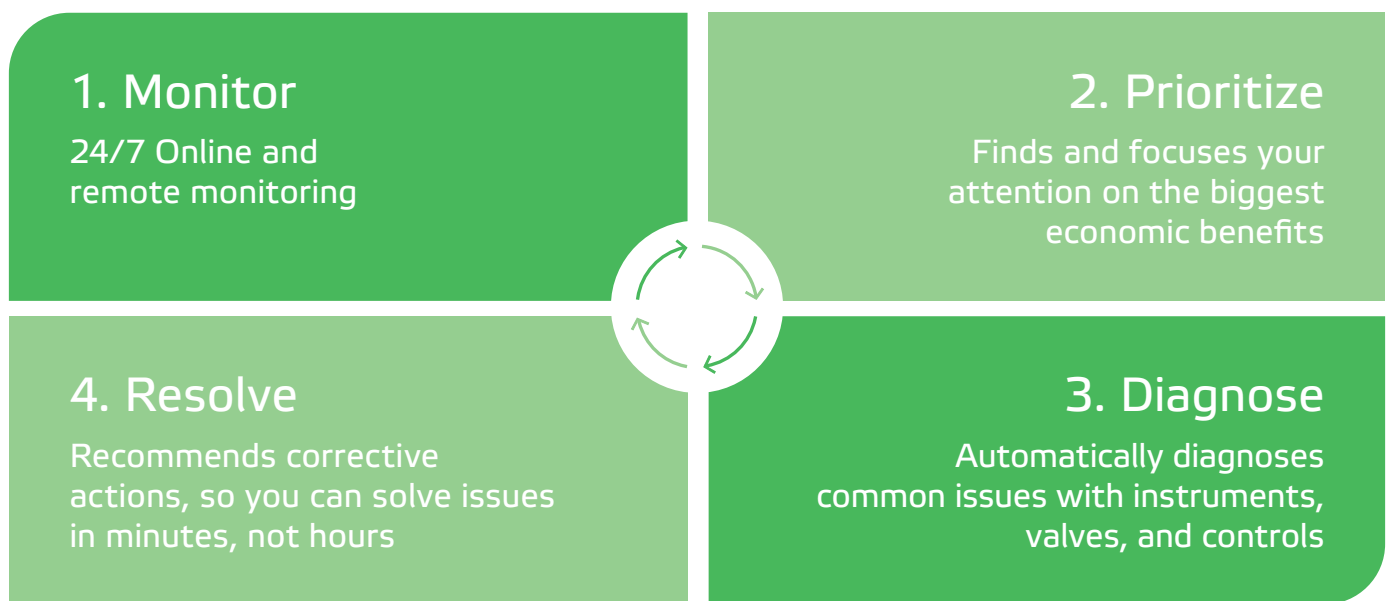 1. Monitor
24/7 Online and
remote monitoring
2. Prioritize
Finds and focuses your
attention on the biggest
economic benefits
3. Diagnose
Automatically diagnoses
common issues with instruments,
valves, and controls
4. Resolve
Recommends corrective
actions, so you can solve issues
in minutes, not hours